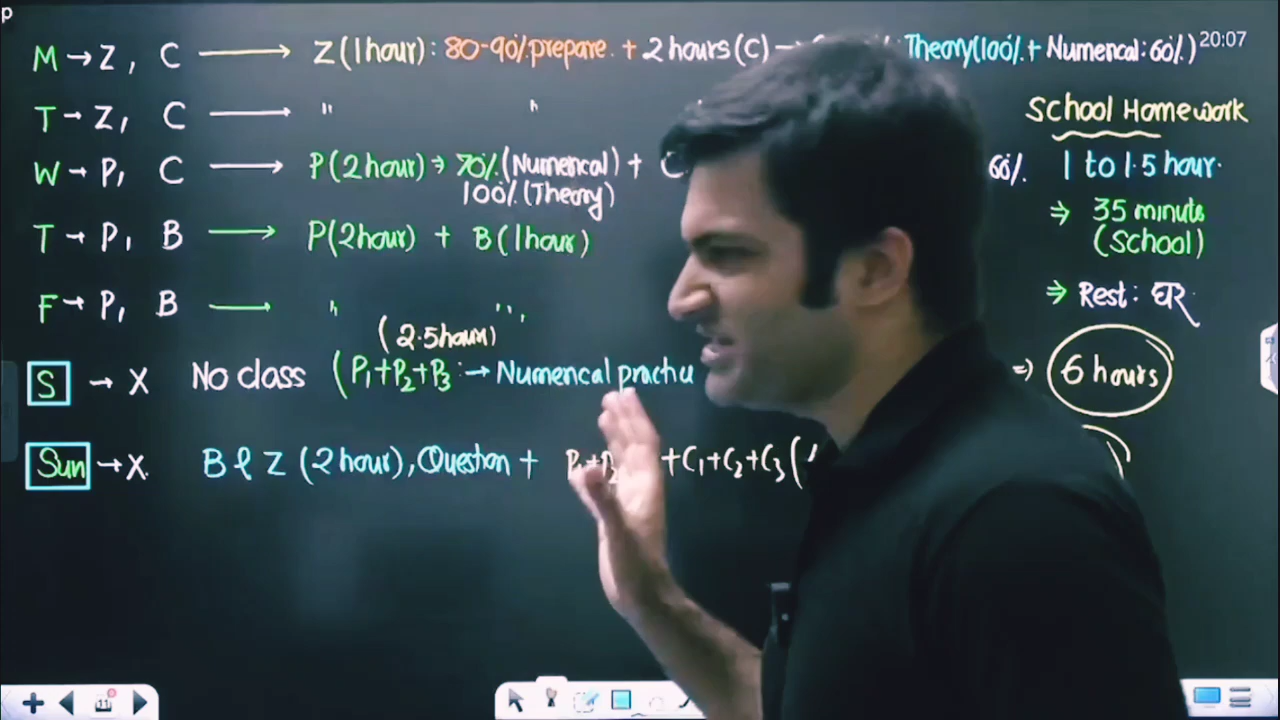 p
M → Z, C → Z (1 hour): 80-90% prepare + 2 hours (C) → Theory (100% + Numerical: 60%)
20:07
T → Z, C → " "
School Homework
W → P, C → P (2 hour) → 70% (Numerical) + C 60%
1 to 1.5 hour
100% (Theory)
⇒ 35 minute
(School)
T → P, B → P (2 hour) + B (1 hour)
F → P, B → " ",
⇒ Rest: घर
(2.5 hour)
S → X No class (P₁+P₂+P₃ :→ Numerical ⇒) 6 hours
Sun → X. B & Z (2 hour), Question + +C₁+C₂+C₃ (
11